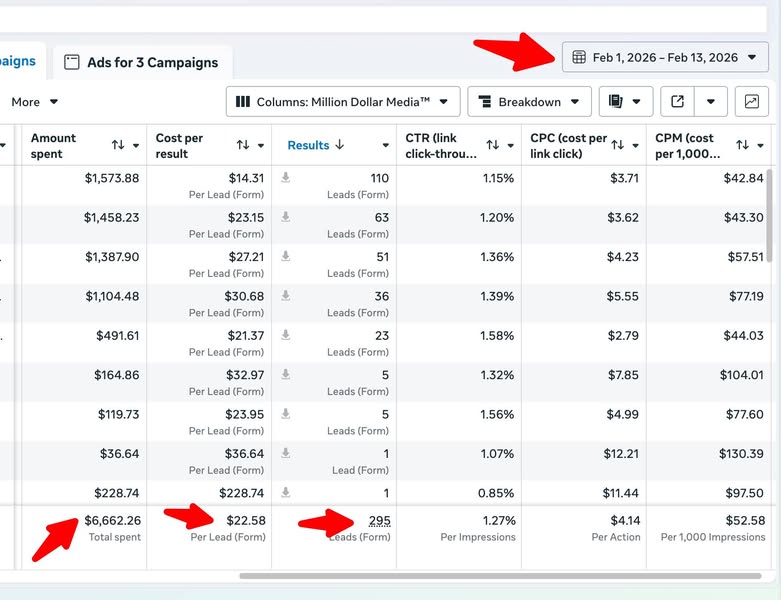 paigns
Ads for 3 Campaigns
Feb 1, 2026 – Feb 13, 2026
More
Columns: Million Dollar Media™
Breakdown
Amount spent
Cost per result
Results
CTR (link click-throu...
CPC (cost per link click)
CPM (cost per 1,000...
$1,573.88 $14.31 110 1.15% $3.71 $42.84
Per Lead (Form) Leads (Form)
$1,458.23 $23.15 63 1.20% $3.62 $43.30
Per Lead (Form) Leads (Form)
$1,387.90 $27.21 51 1.36% $4.23 $57.51
Per Lead (Form) Leads (Form)
$1,104.48 $30.68 36 1.39% $5.55 $77.19
Per Lead (Form) Leads (Form)
$491.61 $21.37 23 1.58% $2.79 $44.03
Per Lead (Form) Leads (Form)
$164.86 $32.97 5 1.32% $7.85 $104.01
Per Lead (Form) Leads (Form)
$119.73 $23.95 5 1.56% $4.99 $77.60
Per Lead (Form) Leads (Form)
$36.64 $36.64 1 1.07% $12.21 $130.39
Per Lead (Form) Lead (Form)
$228.74 $228.74 1 0.85% $11.44 $97.50
$6,662.26 $22.58 295 1.27% $4.14 $52.58
Total spent Per Lead (Form) Leads (Form) Per Impressions Per Action Per 1,000 Impressions